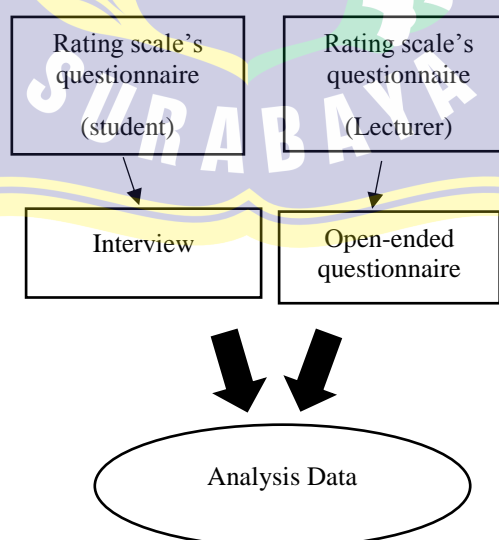 Rating scale's
questionnaire
(student)
Rating scale's
questionnaire
(Lecturer)
SURABAYA
Interview
Open-ended
questionnaire
Analysis Data